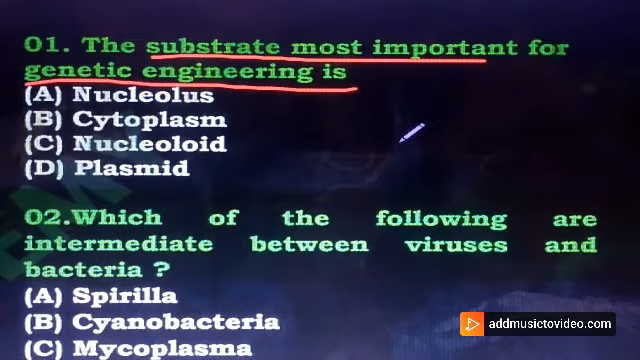 01. The substrate most important for
genetic engineering is
(A) Nucleolus
(B) Cytoplasm
(C) Nucleoloid
(D) Plasmid
02.Which of the following are
intermediate between viruses and
bacteria ?
(A) Spirilla
(B) Cyanobacteria
(C) Mycoplasma
addmusictovideo.com